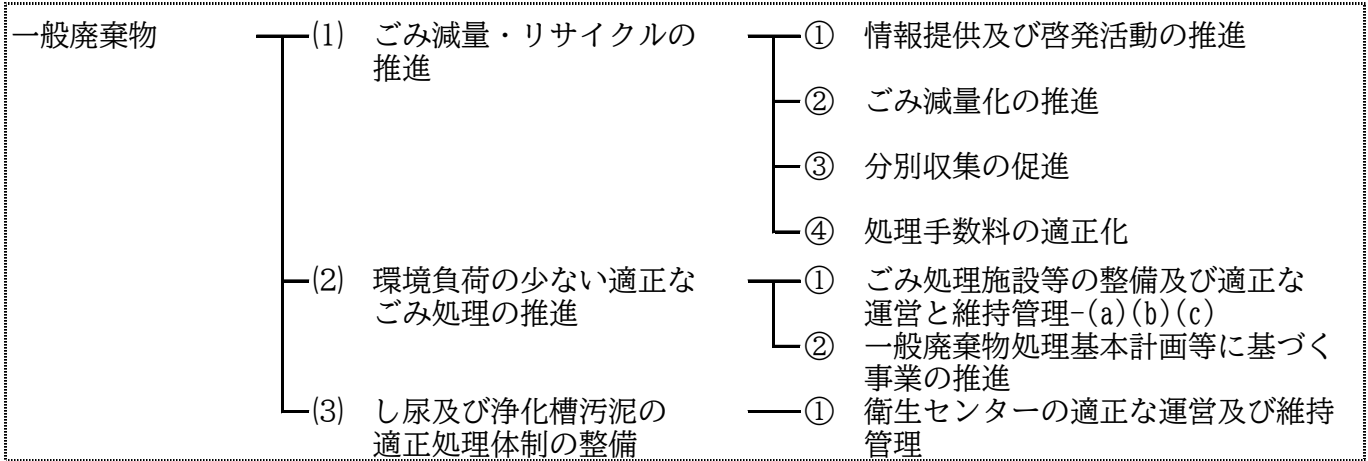 一般廃棄物 ⑴ ごみ減量・リサイクルの ① 情報提供及び啓発活動の推進
推進
② ごみ減量化の推進
③ 分別収集の促進
④ 処理手数料の適正化
⑵ 環境負荷の少ない適正な ① ごみ処理施設等の整備及び適正な
ごみ処理の推進 運営と維持管理-(a)(b)(c)
② 一般廃棄物処理基本計画等に基づく
事業の推進
⑶ し尿及び浄化槽汚泥の ① 衛生センターの適正な運営及び維持
適正処理体制の整備 管理